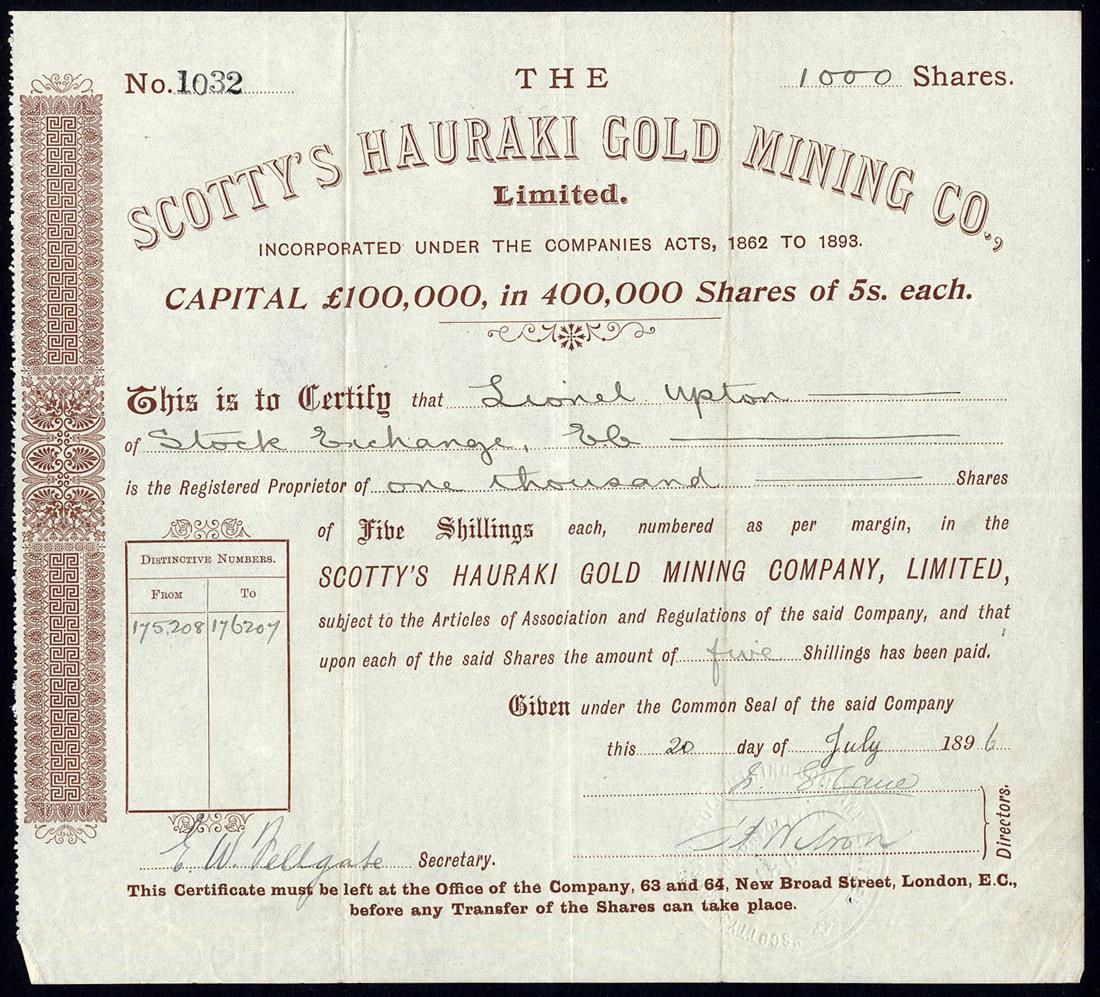 No. 1032 THE 1000 Shares.
SCOTTY'S HAURAKI GOLD MINING CO.,
Limited.
INCORPORATED UNDER THE COMPANIES ACTS, 1862 TO 1893.
CAPITAL £100,000, in 400,000 Shares of 5s. each.
This is to Certify that Lionel Upton
of Stock Exchange, EC
is the Registered Proprietor of one thousand Shares
of Five Shillings each, numbered as per margin, in the
SCOTTY'S HAURAKI GOLD MINING COMPANY, LIMITED,
subject to the Articles of Association and Regulations of the said Company, and that
upon each of the said Shares the amount of five Shillings has been paid.
DISTINCTIVE NUMBERS.
FROM TO
175,208 176207
Given under the Common Seal of the said Company
this 20 day of July 1896
Directors.
E. W. Secretary.
This Certificate must be left at the Office of the Company, 63 and 64, New Broad Street, London, E.C.,
before any Transfer of the Shares can take place.